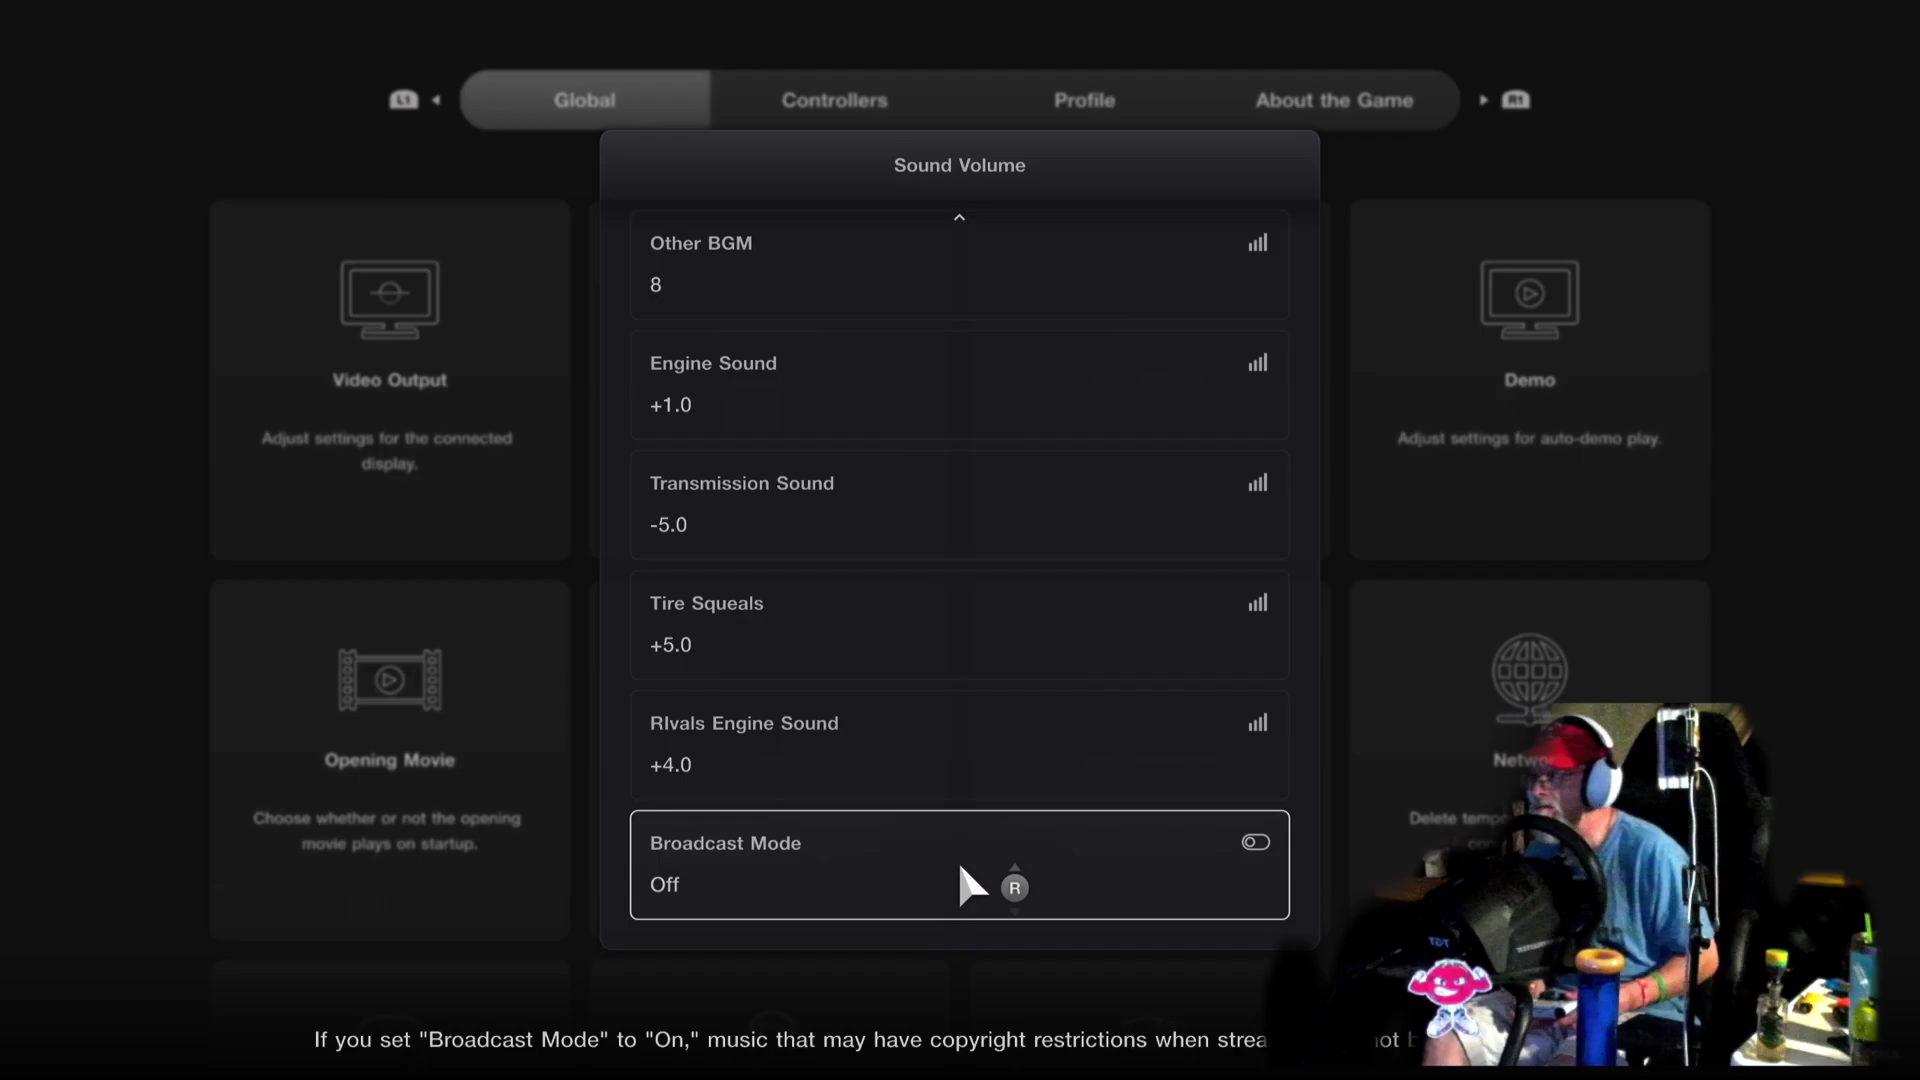 L1 Global Controllers Profile About the Game R1
Sound Volume
Other BGM
8
Engine Sound
+1.0
Transmission Sound
-5.0
Tire Squeals
+5.0
RIvals Engine Sound
+4.0
Broadcast Mode
Off
R
Video Output
Adjust settings for the connected
display.
Demo
Adjust settings for auto-demo play.
Opening Movie
Choose whether or not the opening
movie plays on startup.
Delete
If you set "Broadcast Mode" to "On," music that may have copyright restrictions when